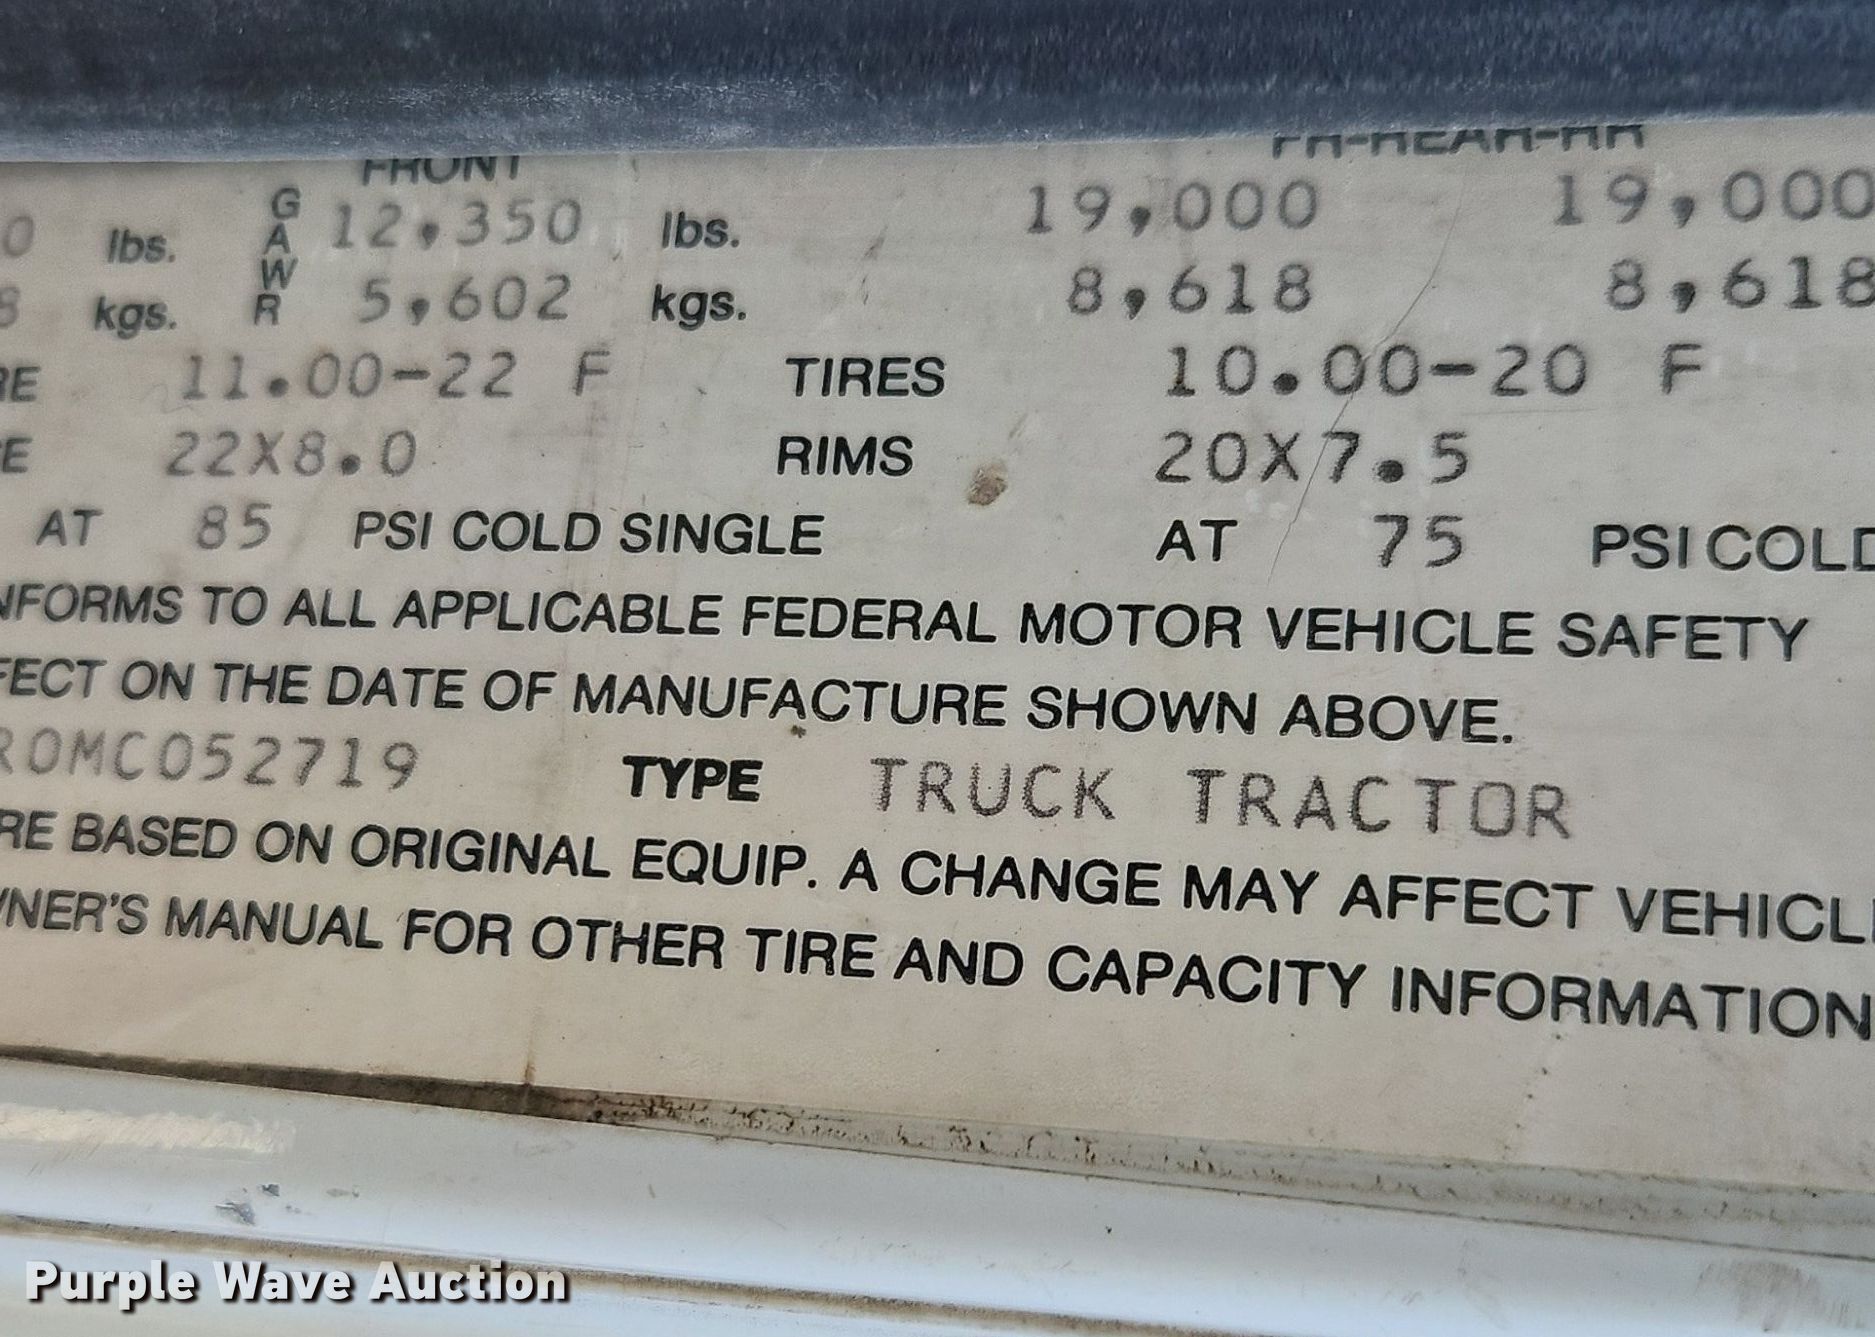 FRONT FR-REAR-RR
0 lbs. GAWR 12,350 lbs. 19,000 19,000
8 kgs. 5,602 kgs. 8,618 8,618
RE 11.00-22 F TIRES 10.00-20 F
E 22X8.0 RIMS 20X7.5
AT 85 PSI COLD SINGLE AT 75 PSI COLD
NFORMS TO ALL APPLICABLE FEDERAL MOTOR VEHICLE SAFETY
FECT ON THE DATE OF MANUFACTURE SHOWN ABOVE.
ROMC052719 TYPE TRUCK TRACTOR
RE BASED ON ORIGINAL EQUIP. A CHANGE MAY AFFECT VEHICL
WNER'S MANUAL FOR OTHER TIRE AND CAPACITY INFORMATION
Purple Wave Auction